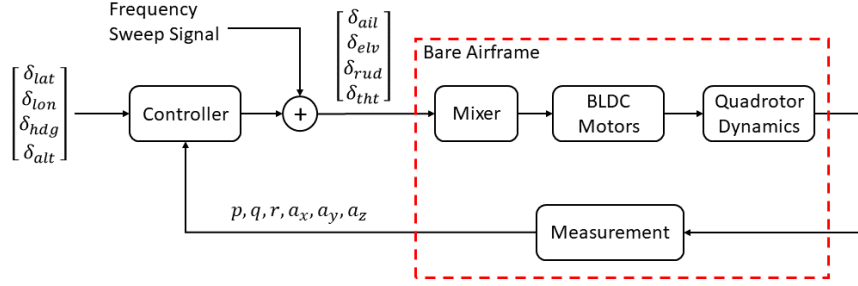 Frequency
Sweep Signal
δ_ail
δ_elv
δ_rud
δ_tht
Bare Airframe
δ_lat
δ_lon
δ_hdg
δ_alt
Controller
+
Mixer
BLDC
Motors
Quadrotor
Dynamics
p, q, r, a_x, a_y, a_z
Measurement